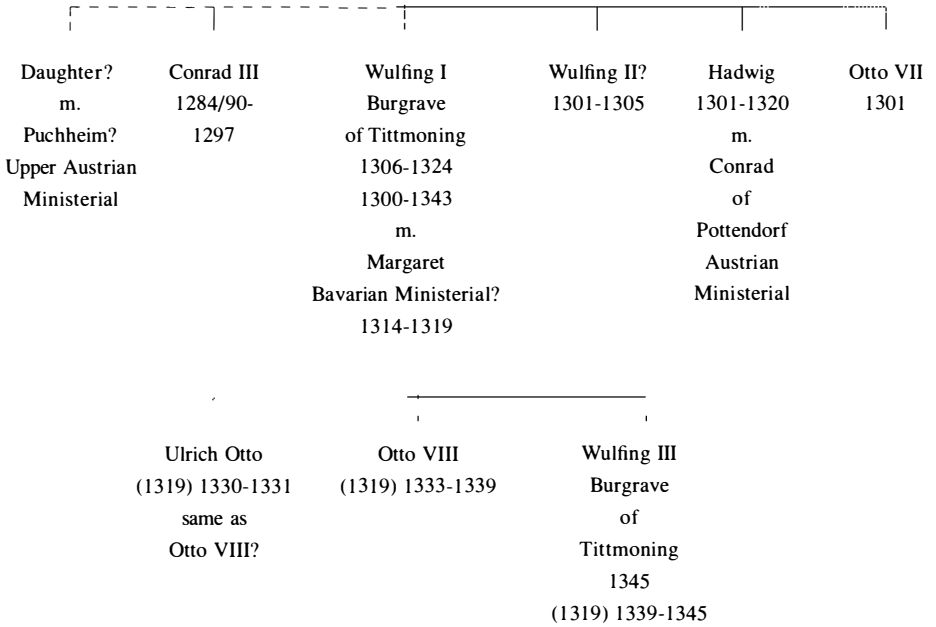 Daughter?
m.
Puchheim?
Upper Austrian
Ministerial
Conrad III
1284/90-
1297
Wulfing I
Burgrave
of Tittmoning
1306-1324
1300-1343
m.
Margaret
Bavarian Ministerial?
1314-1319
Wulfing II?
1301-1305
Hadwig
1301-1320
m.
Conrad
of
Pottendorf
Austrian
Ministerial
Otto VII
1301
Ulrich Otto
(1319) 1330-1331
same as
Otto VIII?
Otto VIII
(1319) 1333-1339
Wulfing III
Burgrave
of
Tittmoning
1345
(1319) 1339-1345